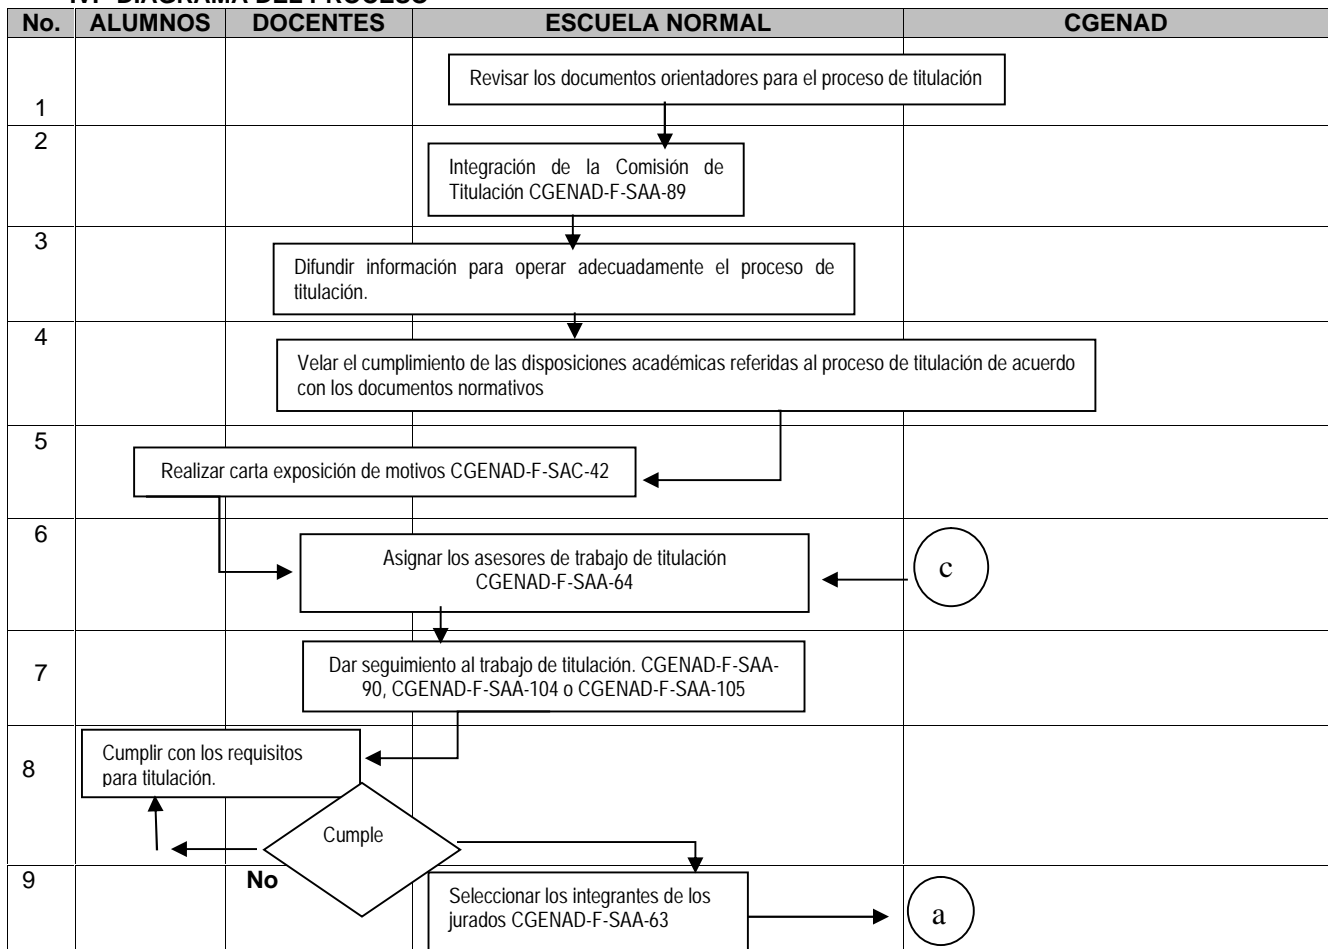 IV. DIAGRAMA DEL PROCESO
No. ALUMNOS DOCENTES ESCUELA NORMAL CGENAD
Revisar los documentos orientadores para el proceso de titulación
1
2
Integración de la Comisión de
Titulación CGENAD-F-SAA-89
3
Difundir información para operar adecuadamente el proceso de
titulación.
4
Velar el cumplimiento de las disposiciones académicas referidas al proceso de titulación de acuerdo
con los documentos normativos
5
Realizar carta exposición de motivos CGENAD-F-SAC-42
6
Asignar los asesores de trabajo de titulación
CGENAD-F-SAA-64
c
7
Dar seguimiento al trabajo de titulación. CGENAD-F-SAA-
90, CGENAD-F-SAA-104 o CGENAD-F-SAA-105
8
Cumplir con los requisitos
para titulación.
Cumple
9
No
Seleccionar los integrantes de los
jurados CGENAD-F-SAA-63
a